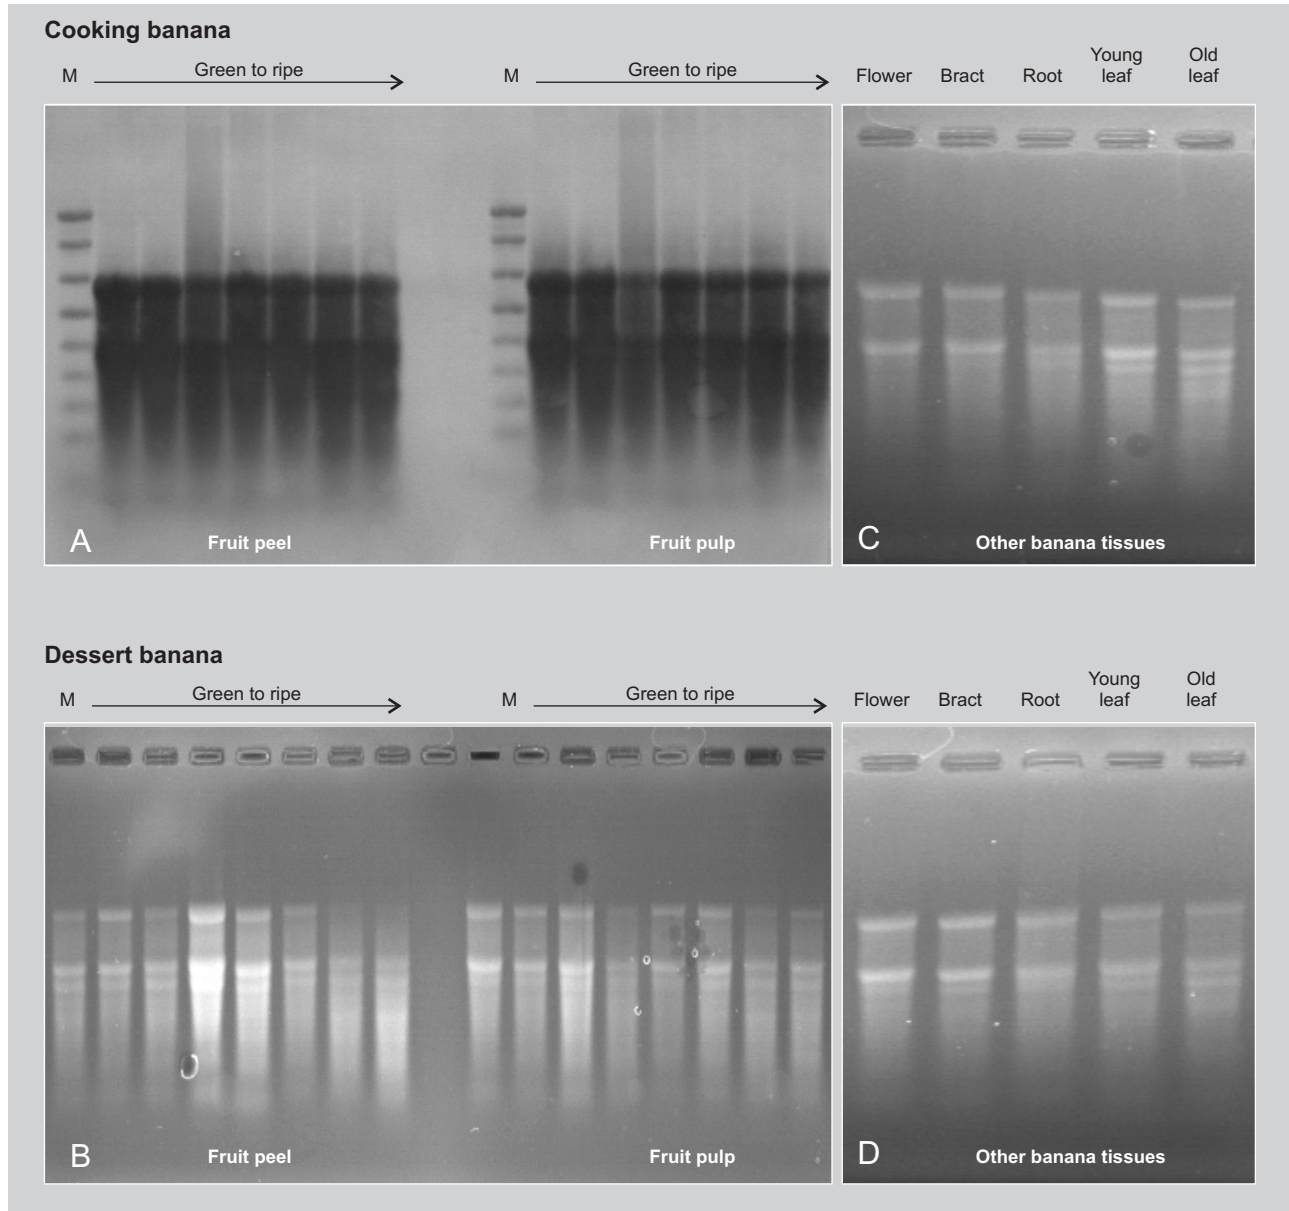 Cooking banana
M Green to ripe M Green to ripe Flower Bract Root Young leaf Old leaf
A Fruit peel Fruit pulp C Other banana tissues
Dessert banana
M Green to ripe M Green to ripe Flower Bract Root Young leaf Old leaf
B Fruit peel Fruit pulp D Other banana tissues